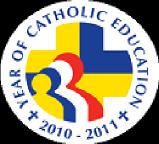 YEAR OF CATHOLIC EDUCATION
2010 - 2011